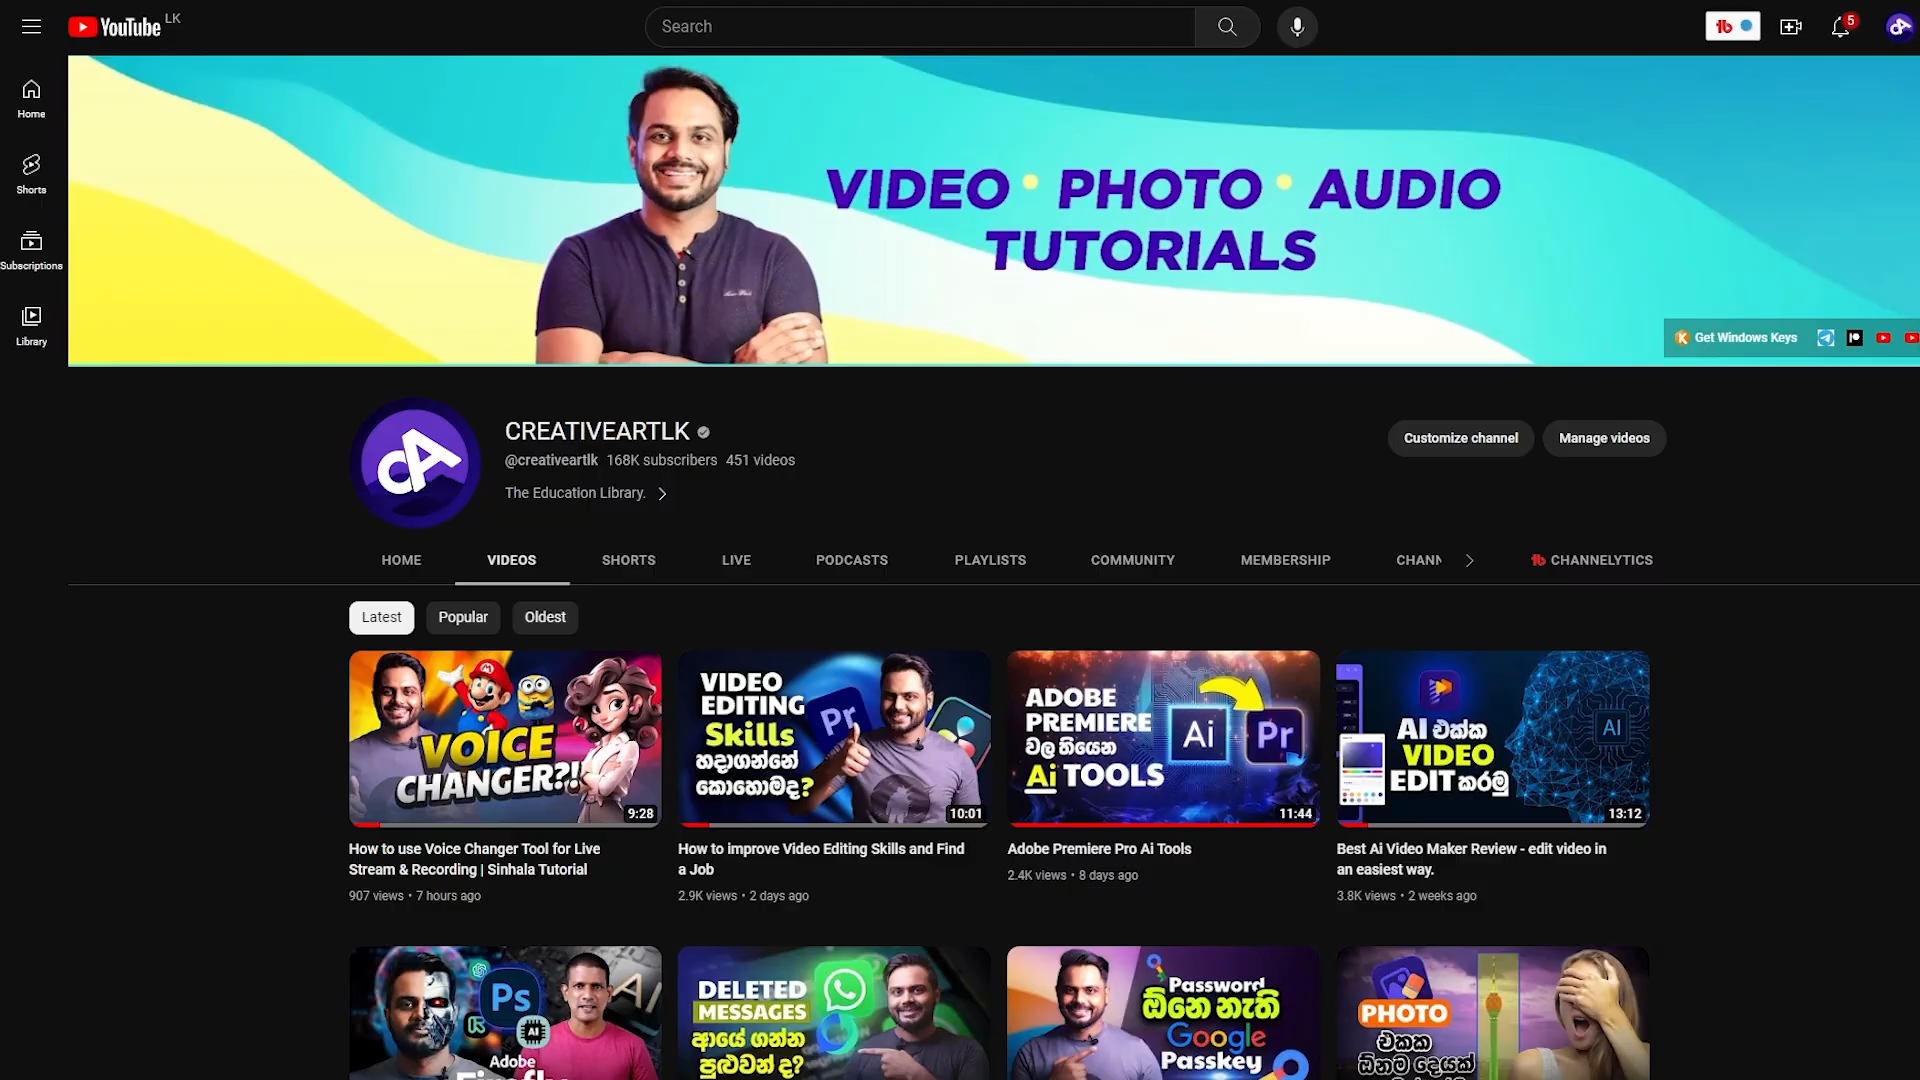 YouTube LK
Search
5
Home
Shorts
Subscriptions
Library
VIDEO • PHOTO • AUDIO
TUTORIALS
Get Windows Keys
CREATIVEARTLK
@creativeartlk 168K subscribers 451 videos
The Education Library.
Customize channel
Manage videos
HOME VIDEOS SHORTS LIVE PODCASTS PLAYLISTS COMMUNITY MEMBERSHIP CHANN CHANNELYTICS
Latest Popular Oldest
VOICE
CHANGER?!!
9:28
How to use Voice Changer Tool for Live
Stream & Recording | Sinhala Tutorial
907 views • 7 hours ago
VIDEO
EDITING
Skills
හදාගන්නේ
කොහොමද?
Pr
10:01
How to improve Video Editing Skills and Find
a Job
2.9K views • 2 days ago
ADOBE
PREMIERE
වල තියෙන
Ai TOOLS
Ai
Pr
11:44
Adobe Premiere Pro Ai Tools
2.4K views • 8 days ago
AI එක්ක
VIDEO
EDIT කරමු
AI
13:12
Best Ai Video Maker Review - edit video in
an easiest way.
3.8K views • 2 weeks ago
Ps
AI
Adobe
DELETED
MESSAGES
ආයේ ගන්න
පුළුවන් ද?
Password
ඕනෙ නැති
Google
Passkey
PHOTO
එකක
ඕනම දෙයක්